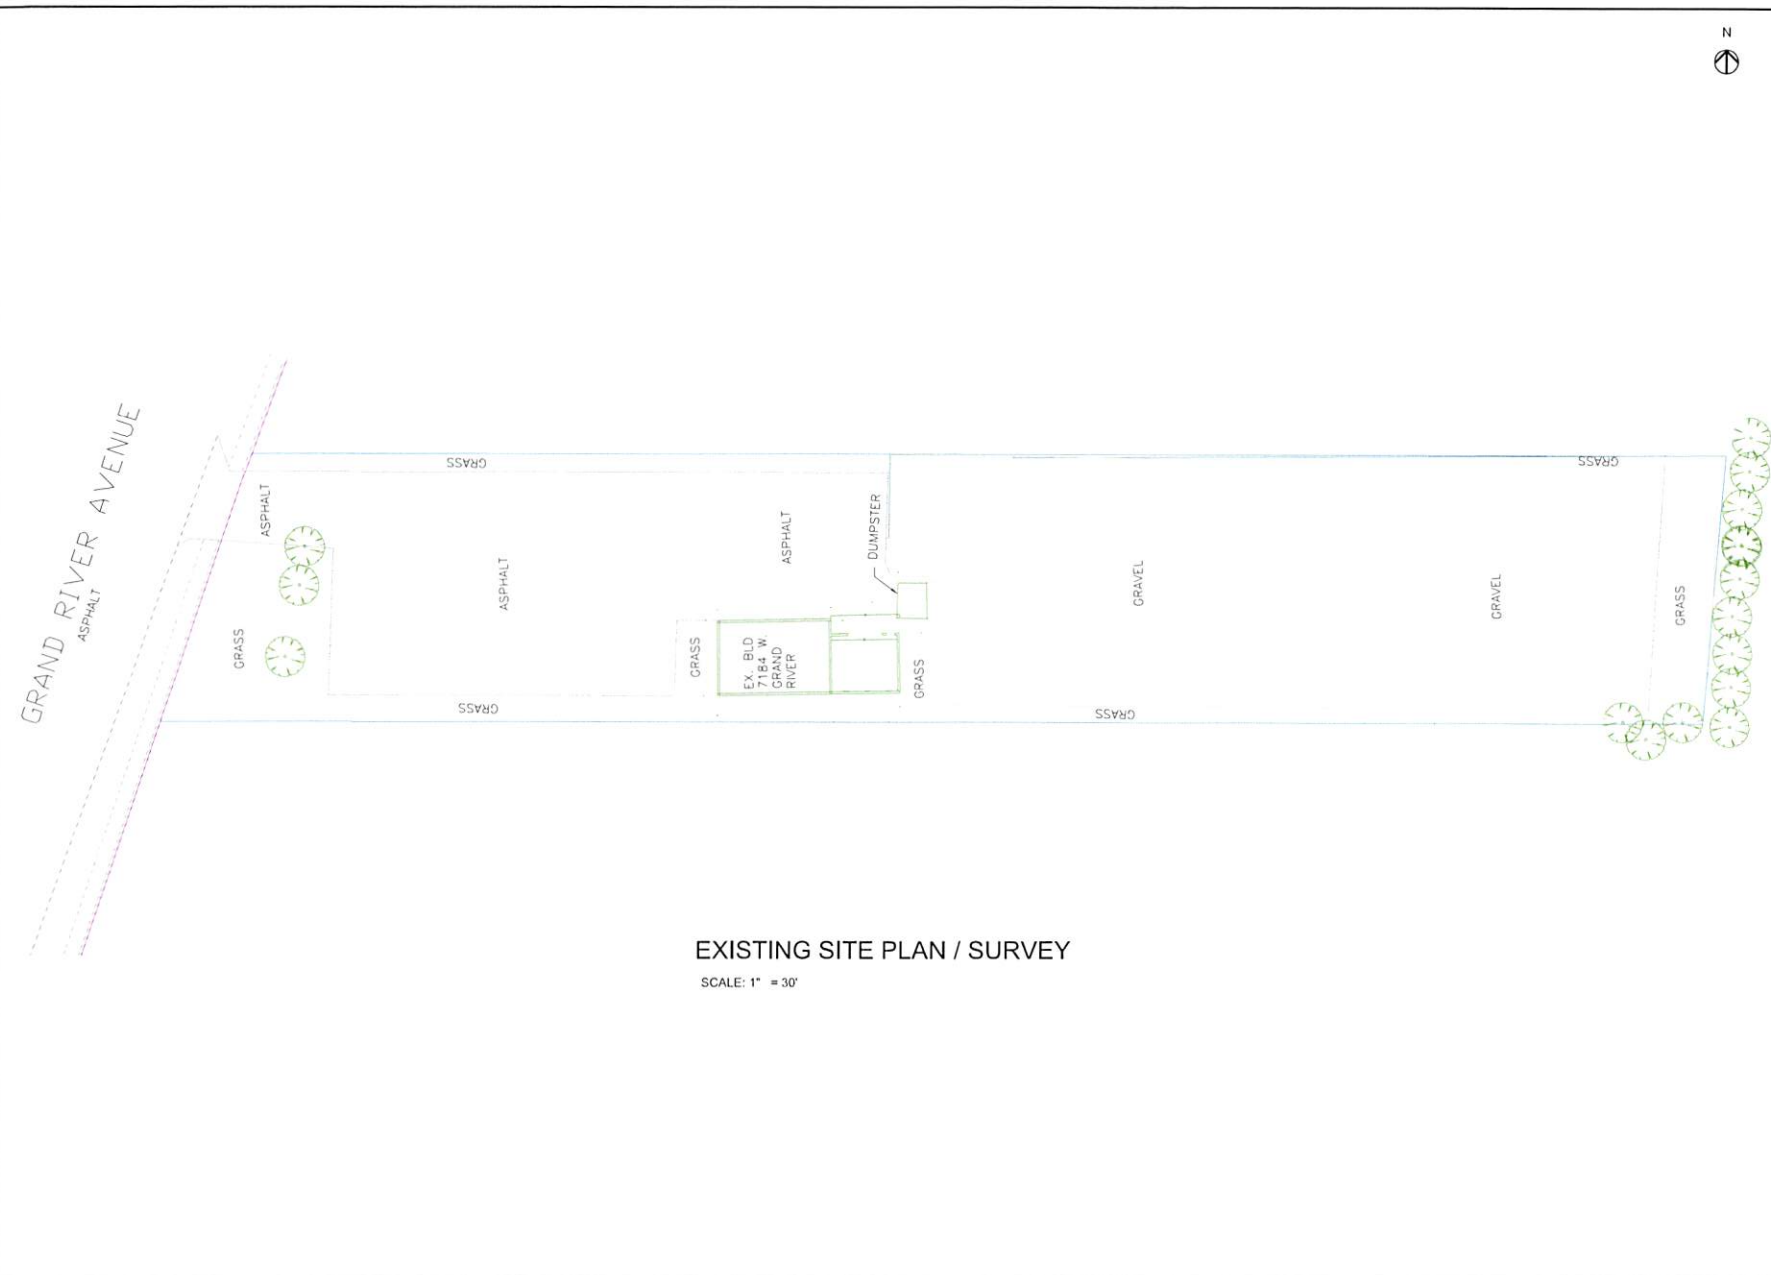 N
GRAND RIVER AVENUE
ASPHALT
GRASS
GRASS
ASPHALT
DUMPSTER
ASPHALT
ASPHALT
GRAVEL
GRAVEL
GRASS
GRASS
GRASS
EX. BLD
7184 W.
GRAND
RIVER
GRASS
GRASS
GRASS
EXISTING SITE PLAN / SURVEY
SCALE: 1" = 30'